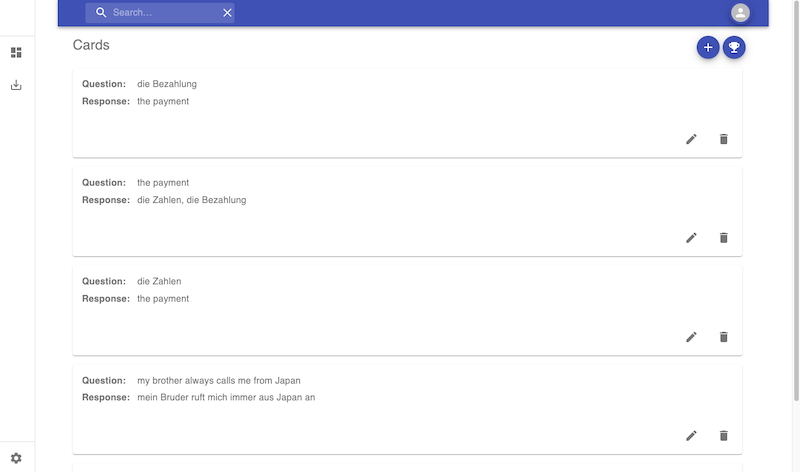 Search...
Cards
Question: die Bezahlung
Response: the payment
Question: the payment
Response: die Zahlen, die Bezahlung
Question: die Zahlen
Response: the payment
Question: my brother always calls me from Japan
Response: mein Bruder ruft mich immer aus Japan an